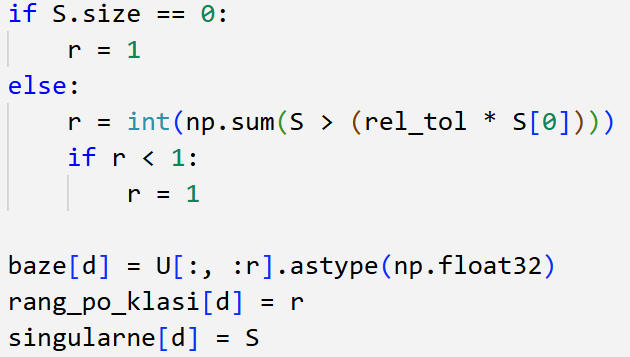 if S.size == 0:
    r = 1
else:
    r = int(np.sum(S > (rel_tol * S[0])))
    if r < 1:
        r = 1

baze[d] = U[:, :r].astype(np.float32)
rang_po_klasi[d] = r
singularne[d] = S